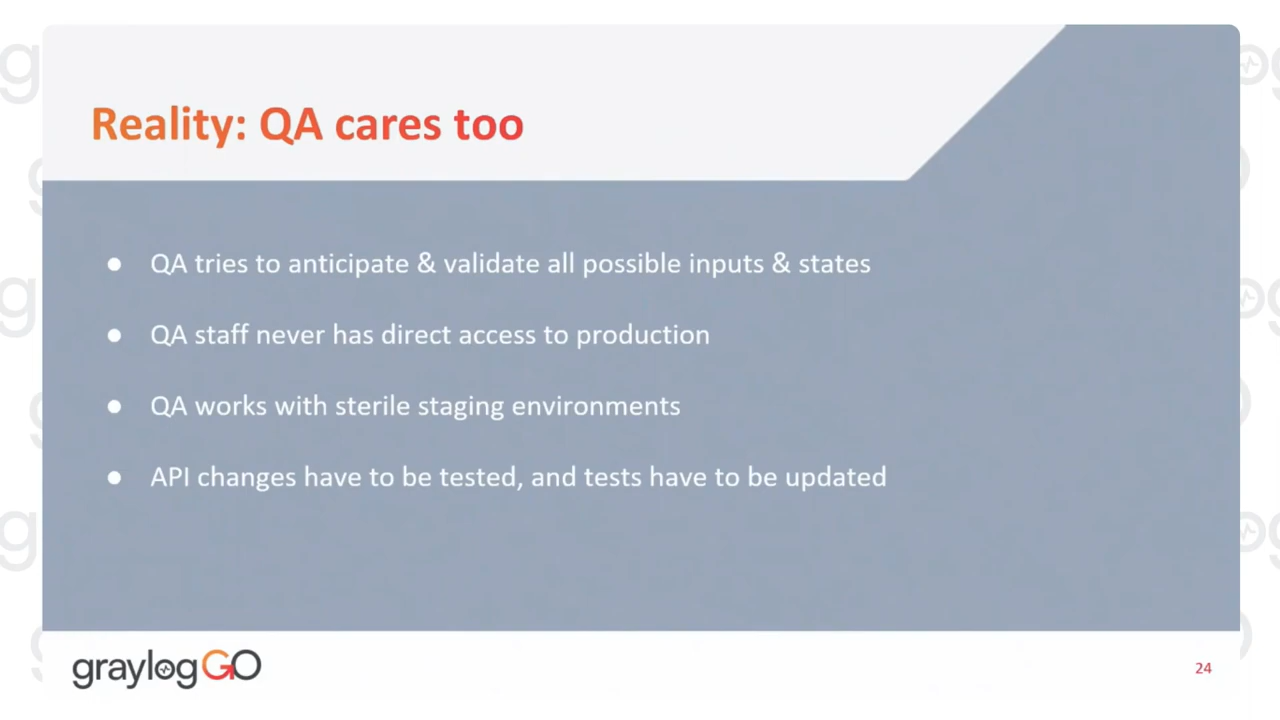 Reality: QA cares too
● QA tries to anticipate & validate all possible inputs & states
● QA staff never has direct access to production
● QA works with sterile staging environments
● API changes have to be tested, and tests have to be updated
graylog GO
24